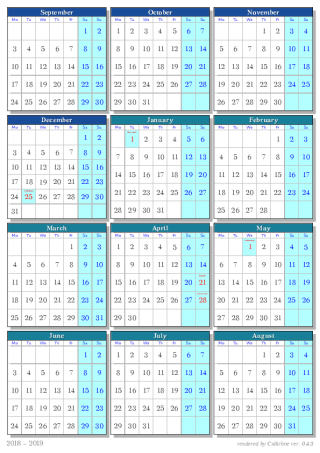 September
Mo Tu We Th Fr Sa Su
1 2
3 4 5 6 7 8 9
10 11 12 13 14 15 16
17 18 19 20 21 22 23
24 25 26 27 28 29 30
October
Mo Tu We Th Fr Sa Su
1 2 3 4 5 6 7
8 9 10 11 12 13 14
15 16 17 18 19 20 21
22 23 24 25 26 27 28
29 30 31
November
Mo Tu We Th Fr Sa Su
1 2 3 4
5 6 7 8 9 10 11
12 13 14 15 16 17 18
19 20 21 22 23 24 25
26 27 28 29 30
December
Mo Tu We Th Fr Sa Su
1 2
3 4 5 6 7 8 9
10 11 12 13 14 15 16
17 18 19 20 21 22 23
24 25 26 27 28 29 30
31
January
Mo Tu We Th Fr Sa Su
1 2 3 4 5 6
7 8 9 10 11 12 13
14 15 16 17 18 19 20
21 22 23 24 25 26 27
28 29 30 31
February
Mo Tu We Th Fr Sa Su
1 2 3
4 5 6 7 8 9 10
11 12 13 14 15 16 17
18 19 20 21 22 23 24
25 26 27 28
March
Mo Tu We Th Fr Sa Su
1 2 3
4 5 6 7 8 9 10
11 12 13 14 15 16 17
18 19 20 21 22 23 24
25 26 27 28 29 30 31
April
Mo Tu We Th Fr Sa Su
1 2 3 4 5 6 7
8 9 10 11 12 13 14
15 16 17 18 19 20 21
22 23 24 25 26 27 28
29 30
May
Mo Tu We Th Fr Sa Su
1 2 3 4 5
6 7 8 9 10 11 12
13 14 15 16 17 18 19
20 21 22 23 24 25 26
27 28 29 30 31
June
Mo Tu We Th Fr Sa Su
1 2
3 4 5 6 7 8 9
10 11 12 13 14 15 16
17 18 19 20 21 22 23
24 25 26 27 28 29 30
July
Mo Tu We Th Fr Sa Su
1 2 3 4 5 6 7
8 9 10 11 12 13 14
15 16 17 18 19 20 21
22 23 24 25 26 27 28
29 30 31
August
Mo Tu We Th Fr Sa Su
1 2 3 4
5 6 7 8 9 10 11
12 13 14 15 16 17 18
19 20 21 22 23 24 25
26 27 28 29 30 31
2018 - 2019
rendered by Calkrine ver. 0.4.3